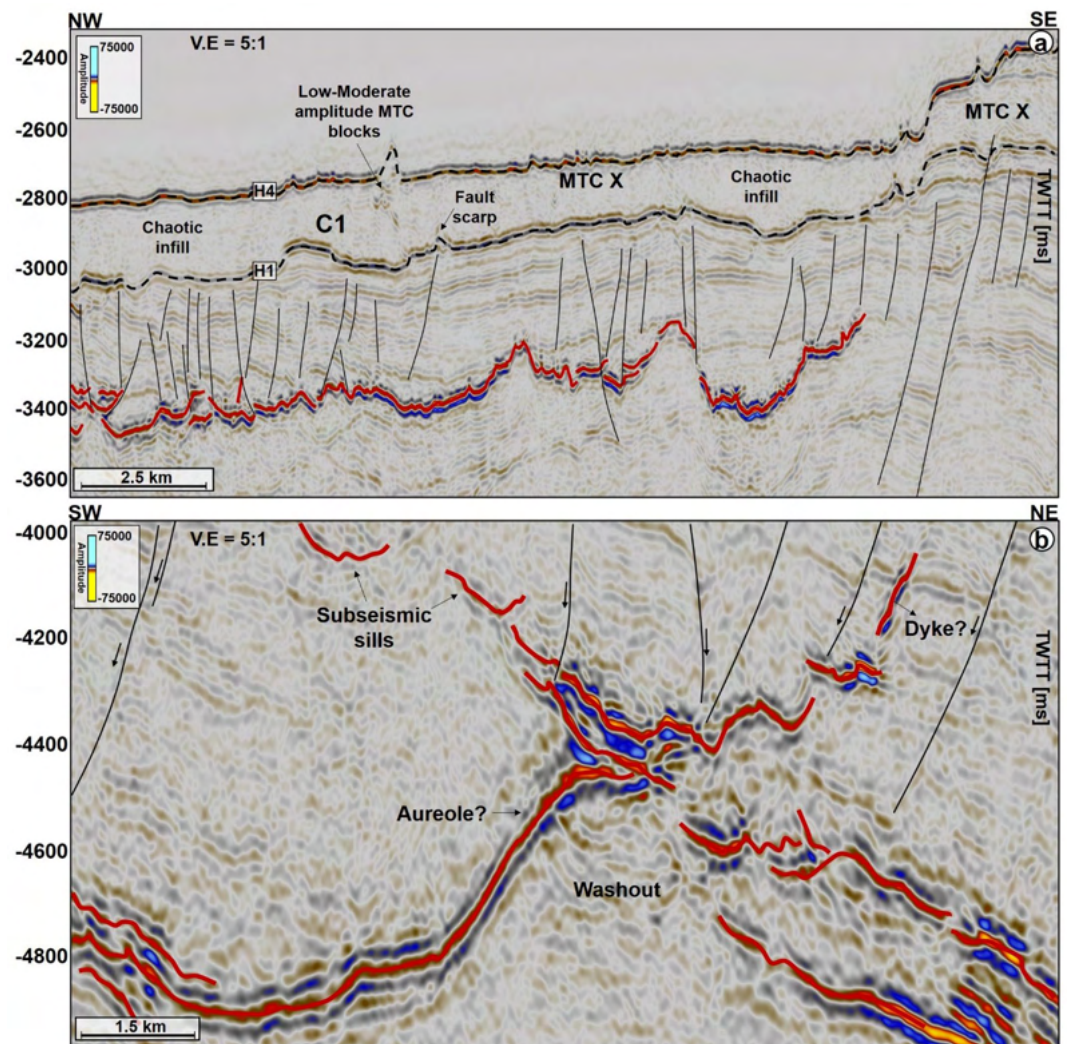 NW
SE
75000
Amplitude
-75000
V.E = 5:1
a
-2400
-2600
-2800
-3000
-3200
-3400
-3600
TWTT [ms]
Low-Moderate
amplitude MTC
blocks
MTC X
MTC X
H4
Chaotic
infill
C1
Fault
scarp
Chaotic
infill
H1
2.5 km
SW
NE
75000
Amplitude
-75000
V.E = 5:1
b
-4000
-4200
-4400
-4600
-4800
TWTT [ms]
Subseismic
sills
Dyke?
Aureole?
Washout
1.5 km